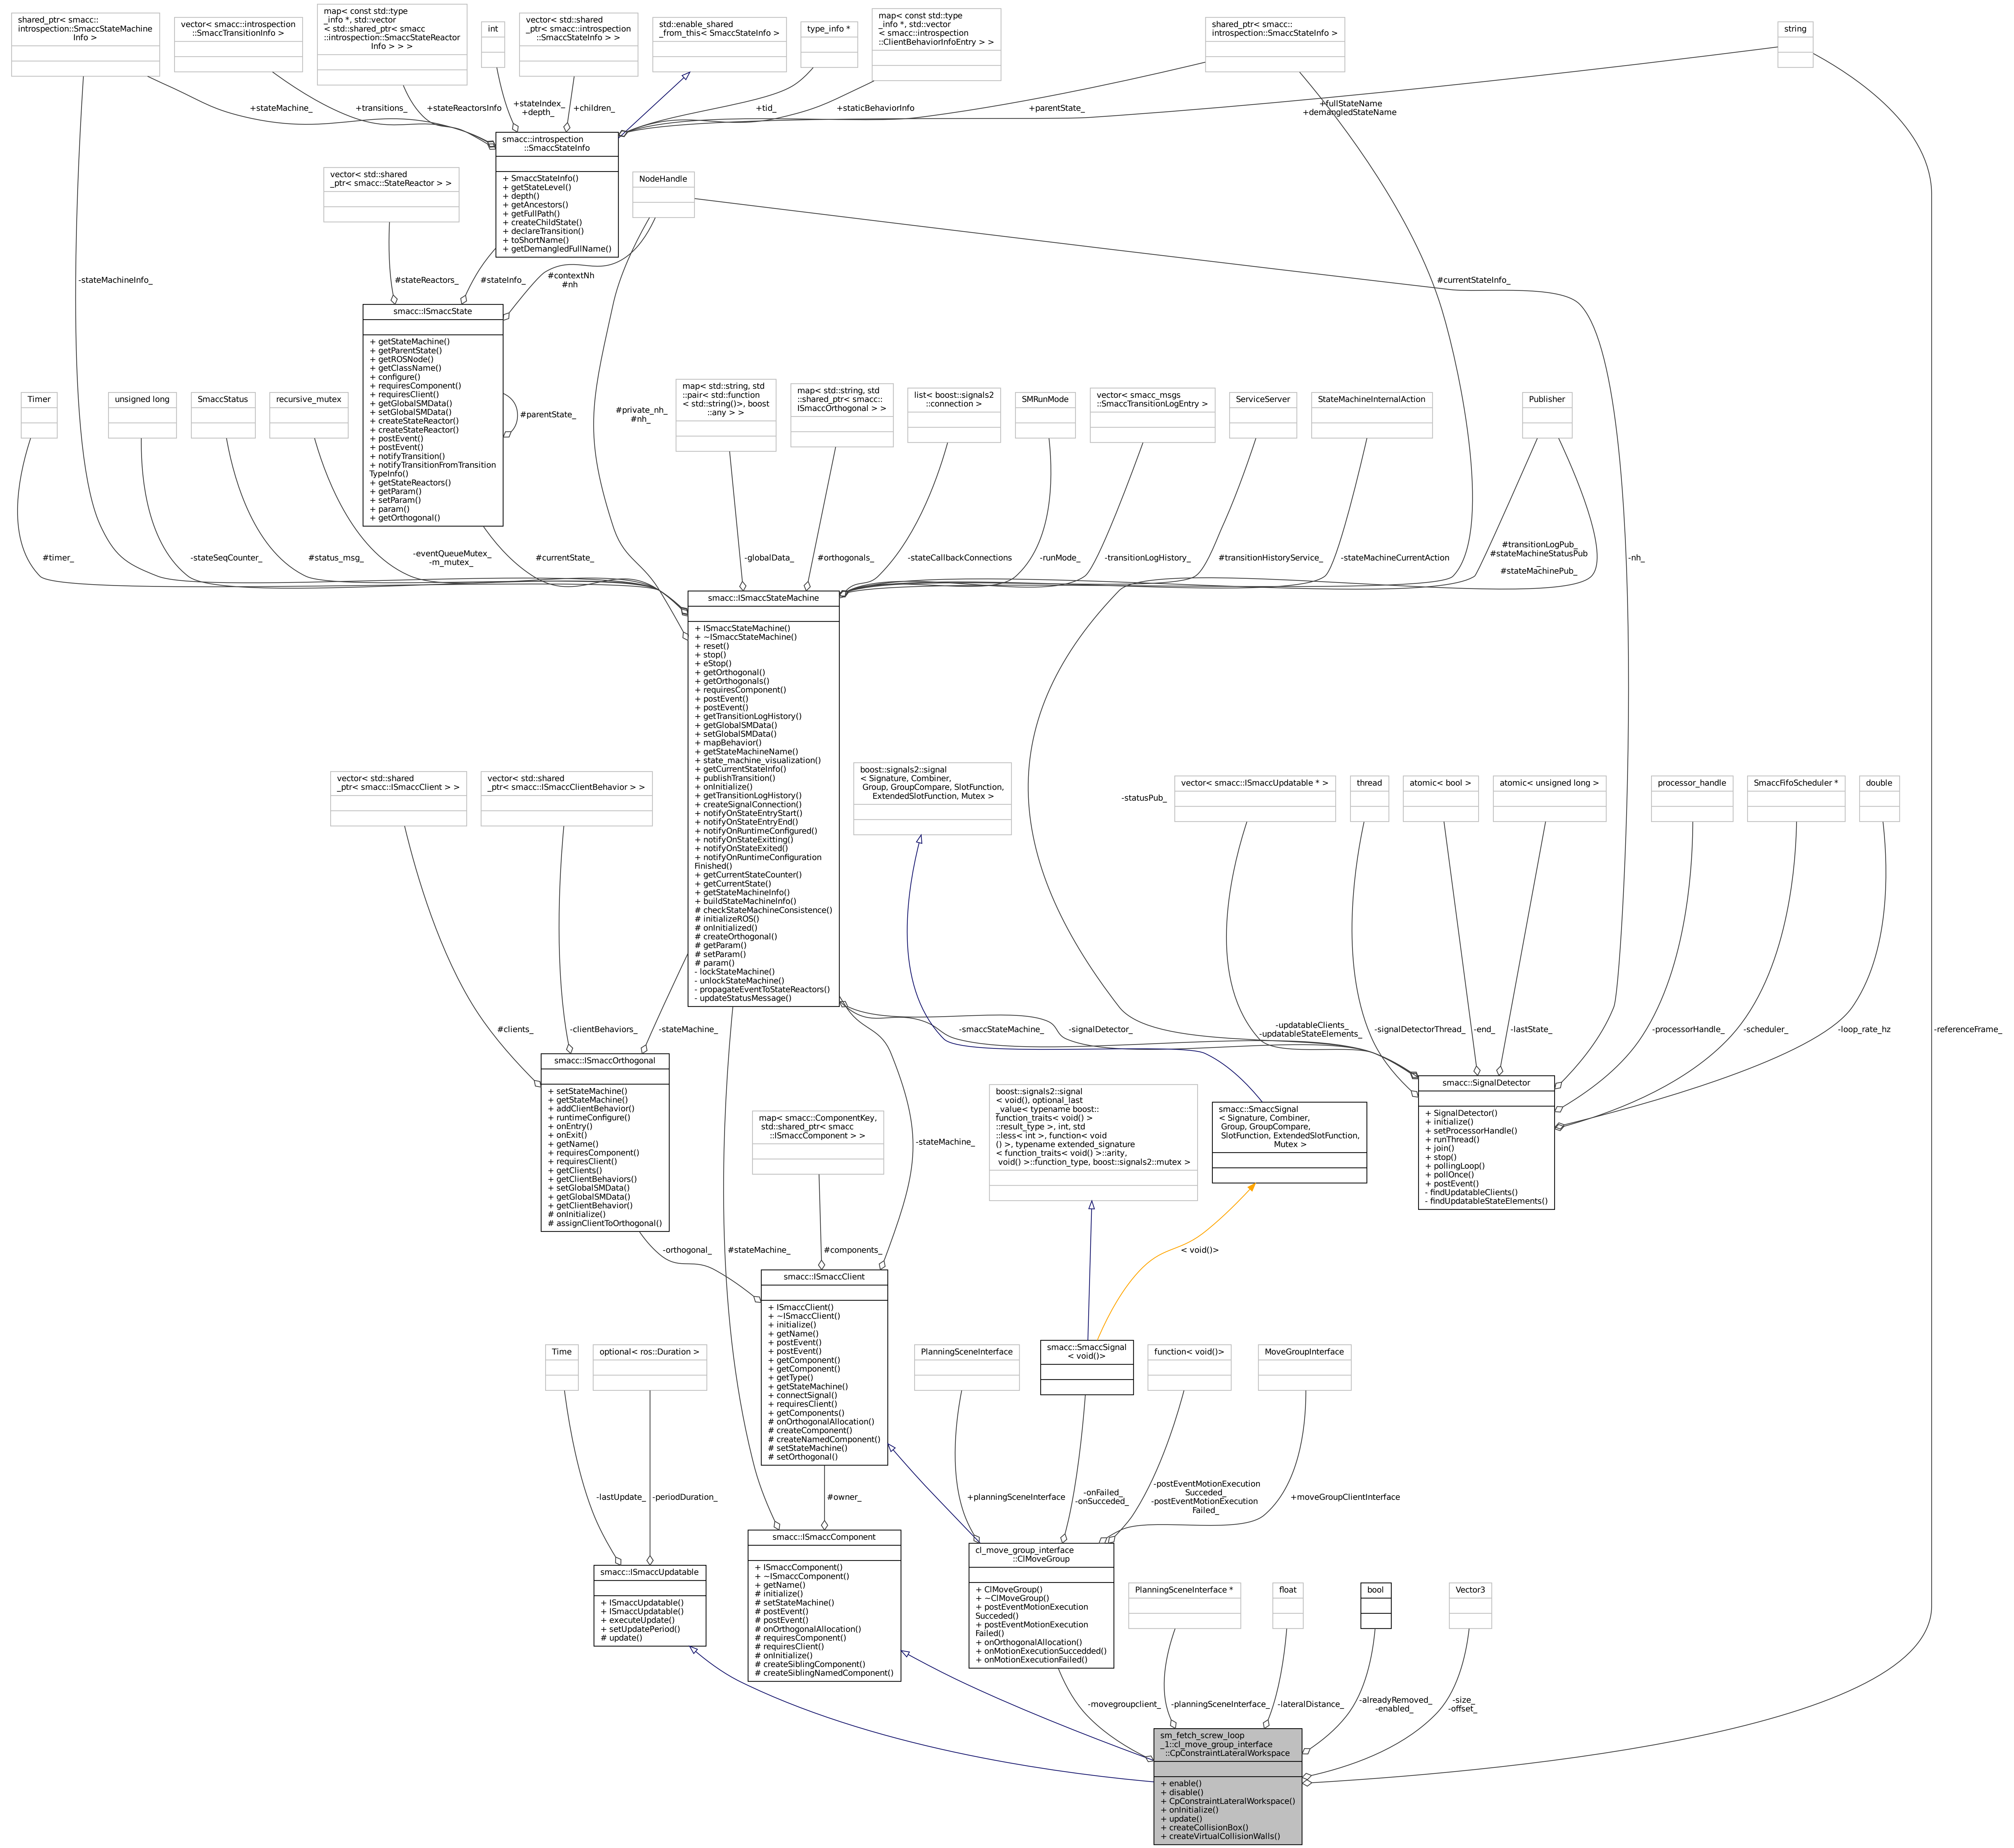 shared_ptr< smacc::
introspection::SmaccStateMachine
Info >
vector< smacc::introspection
::SmaccTransitionInfo >
map< const std::type
_info *, std::vector
< std::shared_ptr< smacc
::introspection::SmaccStateReactor
Info > > >
int
vector< std::shared
_ptr< smacc::introspection
::SmaccStateInfo > >
std::enable_shared
_from_this< SmaccStateInfo >
type_info *
map< const std::type
_info *, std::vector
< smacc::introspection
::ClientBehaviorInfoEntry > >
shared_ptr< smacc::
introspection::SmaccStateInfo >
string
+stateMachine_
+transitions_
+stateReactorsInfo
+stateIndex_
+depth_
+children_
+tid_
+staticBehaviorInfo
+parentState_
+fullStateName
+demangledStateName
smacc::introspection
::SmaccStateInfo
+ SmaccStateInfo()
+ getStateLevel()
+ depth()
+ getAncestors()
+ getFullPath()
+ createChildState()
+ declareTransition()
+ toShortName()
+ getDemangledFullName()
vector< std::shared
_ptr< smacc::StateReactor > >
NodeHandle
-stateMachineInfo_
#stateReactors_
#stateInfo_
#contextNh
#nh
#currentStateInfo_
smacc::ISmaccState
+ getStateMachine()
+ getParentState()
+ getROSNode()
+ getClassName()
+ configure()
+ requiresComponent()
+ requiresClient()
+ getGlobalSMData()
+ setGlobalSMData()
+ createStateReactor()
+ createStateReactor()
+ postEvent()
+ postEvent()
+ notifyTransition()
+ notifyTransitionFromTransition
TypeInfo()
+ getStateReactors()
+ getParam()
+ setParam()
+ param()
+ getOrthogonal()
#parentState_
Timer
unsigned long
SmaccStatus
recursive_mutex
#private_nh_
#nh_
map< std::string, std
::pair< std::function
< std::string()>, boost
::any > >
map< std::string, std
::shared_ptr< smacc::
ISmaccOrthogonal > >
list< boost::signals2
::connection >
SMRunMode
vector< smacc_msgs
::SmaccTransitionLogEntry >
ServiceServer
StateMachineInternalAction
Publisher
#timer_
-stateSeqCounter_
#status_msg_
-eventQueueMutex_
-m_mutex_
#currentState_
-globalData_
#orthogonals_
-stateCallbackConnections
-runMode_
-transitionLogHistory_
#transitionHistoryService_
-stateMachineCurrentAction
#transitionLogPub_
#stateMachineStatusPub
_
#stateMachinePub_
-nh_
smacc::ISmaccStateMachine
+ ISmaccStateMachine()
+ ~ISmaccStateMachine()
+ reset()
+ stop()
+ eStop()
+ getOrthogonal()
+ getOrthogonals()
+ requiresComponent()
+ postEvent()
+ postEvent()
+ getTransitionLogHistory()
+ getGlobalSMData()
+ setGlobalSMData()
+ mapBehavior()
+ getStateMachineName()
+ state_machine_visualization()
+ getCurrentStateInfo()
+ publishTransition()
+ onInitialize()
+ getTransitionLogHistory()
+ createSignalConnection()
+ notifyOnStateEntryStart()
+ notifyOnStateEntryEnd()
+ notifyOnRuntimeConfigured()
+ notifyOnStateExitting()
+ notifyOnStateExited()
+ notifyOnRuntimeConfiguration
Finished()
+ getCurrentStateCounter()
+ getCurrentState()
+ getStateMachineInfo()
+ buildStateMachineInfo()
# checkStateMachineConsistence()
# initializeROS()
# onInitialized()
# createOrthogonal()
# getParam()
# setParam()
# param()
- lockStateMachine()
- unlockStateMachine()
- propagateEventToStateReactors()
- updateStatusMessage()
vector< std::shared
_ptr< smacc::ISmaccClient > >
vector< std::shared
_ptr< smacc::ISmaccClientBehavior > >
boost::signals2::signal
< Signature, Combiner,
Group, GroupCompare, SlotFunction,
ExtendedSlotFunction, Mutex >
-statusPub_
vector< smacc::ISmaccUpdatable * >
thread
atomic< bool >
atomic< unsigned long >
processor_handle
SmaccFifoScheduler *
double
#clients_
-clientBehaviors_
-stateMachine_
-smaccStateMachine_
-signalDetector_
-updatableClients_
-updatableStateElements_
-signalDetectorThread_
-end_
-lastState_
-processorHandle_
-scheduler_
-loop_rate_hz
-referenceFrame_
smacc::ISmaccOrthogonal
+ setStateMachine()
+ getStateMachine()
+ addClientBehavior()
+ runtimeConfigure()
+ onEntry()
+ onExit()
+ getName()
+ requiresComponent()
+ requiresClient()
+ getClients()
+ getClientBehaviors()
+ setGlobalSMData()
+ getGlobalSMData()
+ getClientBehavior()
# onInitialize()
# assignClientToOrthogonal()
map< smacc::ComponentKey,
std::shared_ptr< smacc
::ISmaccComponent > >
-stateMachine_
boost::signals2::signal
< void(), optional_last
_value< typename boost::
function_traits< void() >
::result_type >, int, std
::less< int >, function< void
() >, typename extended_signature
< function_traits< void() >::arity,
void() >::function_type, boost::signals2::mutex >
smacc::SmaccSignal
< Signature, Combiner,
Group, GroupCompare,
SlotFunction, ExtendedSlotFunction,
Mutex >
smacc::SignalDetector
+ SignalDetector()
+ initialize()
+ setProcessorHandle()
+ runThread()
+ join()
+ stop()
+ pollingLoop()
+ pollOnce()
+ postEvent()
- findUpdatableClients()
- findUpdatableStateElements()
-orthogonal_
#stateMachine_
#components_
< void()>
smacc::ISmaccClient
+ ISmaccClient()
+ ~ISmaccClient()
+ initialize()
+ getName()
+ postEvent()
+ postEvent()
+ getComponent()
+ getComponent()
+ getType()
+ getStateMachine()
+ connectSignal()
+ requiresClient()
+ getComponents()
# onOrthogonalAllocation()
# createComponent()
# createNamedComponent()
# setStateMachine()
# setOrthogonal()
Time
optional< ros::Duration >
PlanningSceneInterface
smacc::SmaccSignal
< void()>
function< void()>
MoveGroupInterface
-lastUpdate_
-periodDuration_
#owner_
+planningSceneInterface
-onFailed_
-onSucceded_
-postEventMotionExecution
Succeded_
-postEventMotionExecution
Failed_
+moveGroupClientInterface
smacc::ISmaccUpdatable
+ ISmaccUpdatable()
+ ISmaccUpdatable()
+ executeUpdate()
+ setUpdatePeriod()
# update()
smacc::ISmaccComponent
+ ISmaccComponent()
+ ~ISmaccComponent()
+ getName()
# initialize()
# setStateMachine()
# postEvent()
# postEvent()
# onOrthogonalAllocation()
# requiresComponent()
# requiresClient()
# onInitialize()
# createSiblingComponent()
# createSiblingNamedComponent()
cl_move_group_interface
::ClMoveGroup
+ ClMoveGroup()
+ ~ClMoveGroup()
+ postEventMotionExecution
Succeded()
+ postEventMotionExecution
Failed()
+ onOrthogonalAllocation()
+ onMotionExecutionSuccedded()
+ onMotionExecutionFailed()
PlanningSceneInterface *
float
bool
Vector3
-movegroupclient_
-planningSceneInterface_
-lateralDistance_
-alreadyRemoved_
-enabled_
-size_
-offset_
sm_fetch_screw_loop
_1::cl_move_group_interface
::CpConstraintLateralWorkspace
+ enable()
+ disable()
+ CpConstraintLateralWorkspace()
+ onInitialize()
+ update()
+ createCollisionBox()
+ createVirtualCollisionWalls()